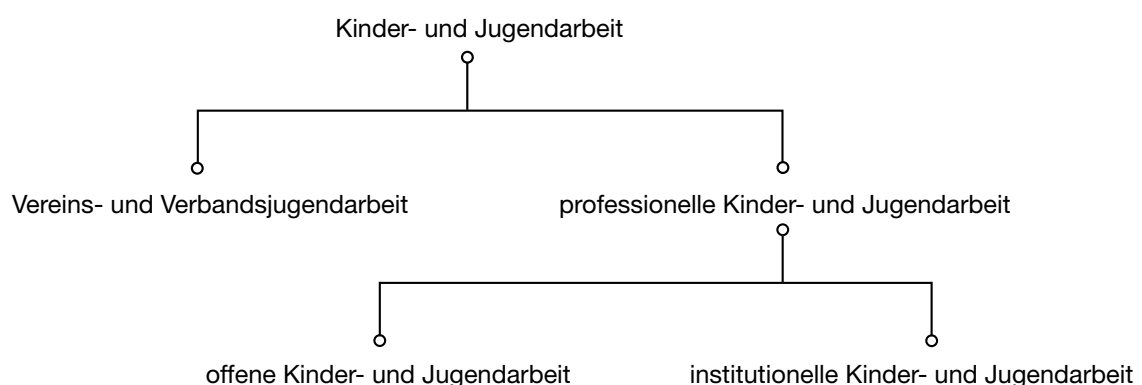 Kinder- und Jugendarbeit
Vereins- und Verbandsjugendarbeit
professionelle Kinder- und Jugendarbeit
offene Kinder- und Jugendarbeit
institutionelle Kinder- und Jugendarbeit